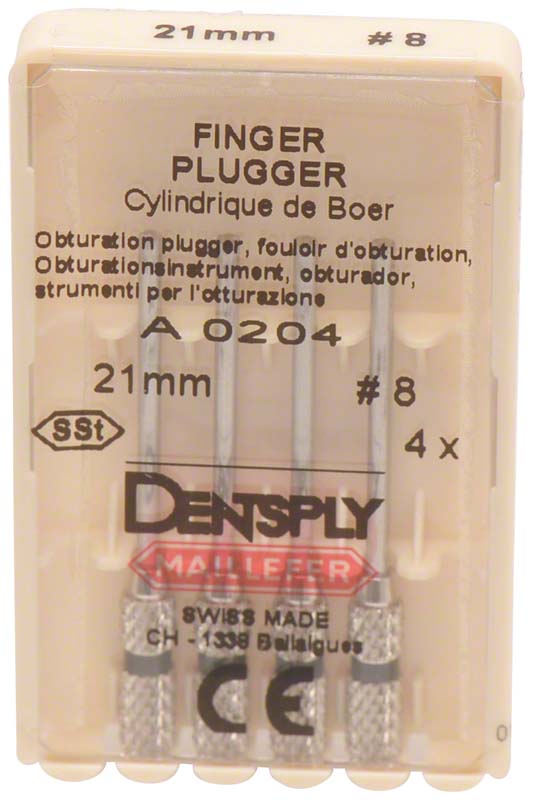 21mm # 8
FINGER
PLUGGER
Cylindrique de Boer
Obturation plugger, fouloir d'obturation,
Obturationsinstrument, obturador,
strumenti per l'otturazione
A 0204
21mm # 8
SSt 4 x
DENTSPLY
MAILLEFER
SWISS MADE
CH - 1338 Ballaigues
CE